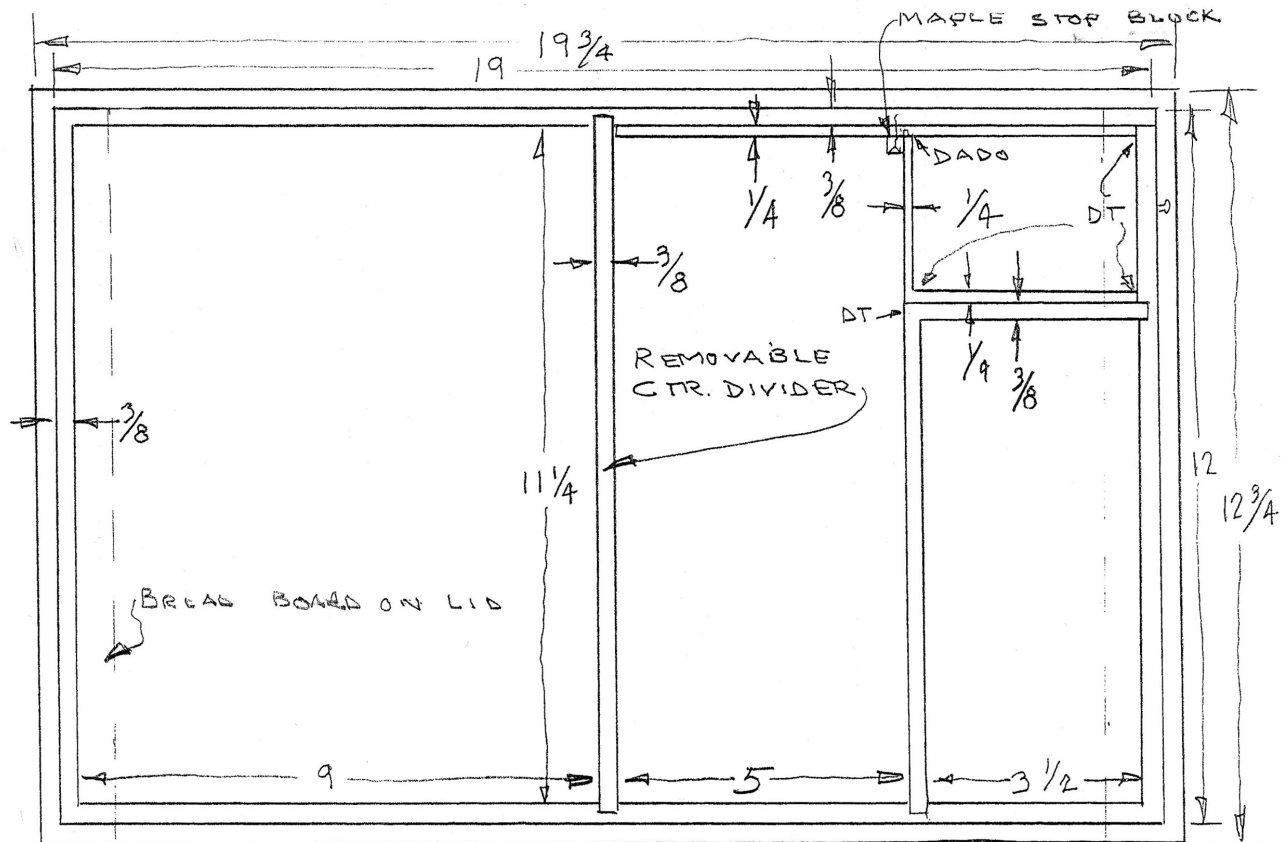 MAPLE STOP BLOCK
19 3/4
19
DADO
1/4
3/8
1/4
DT
3/8
DT
1/4
3/8
REMOVABLE
CTR. DIVIDER
3/8
11 1/4
12
12 3/4
BREAD BOARD ON LID
9
5
3 1/2